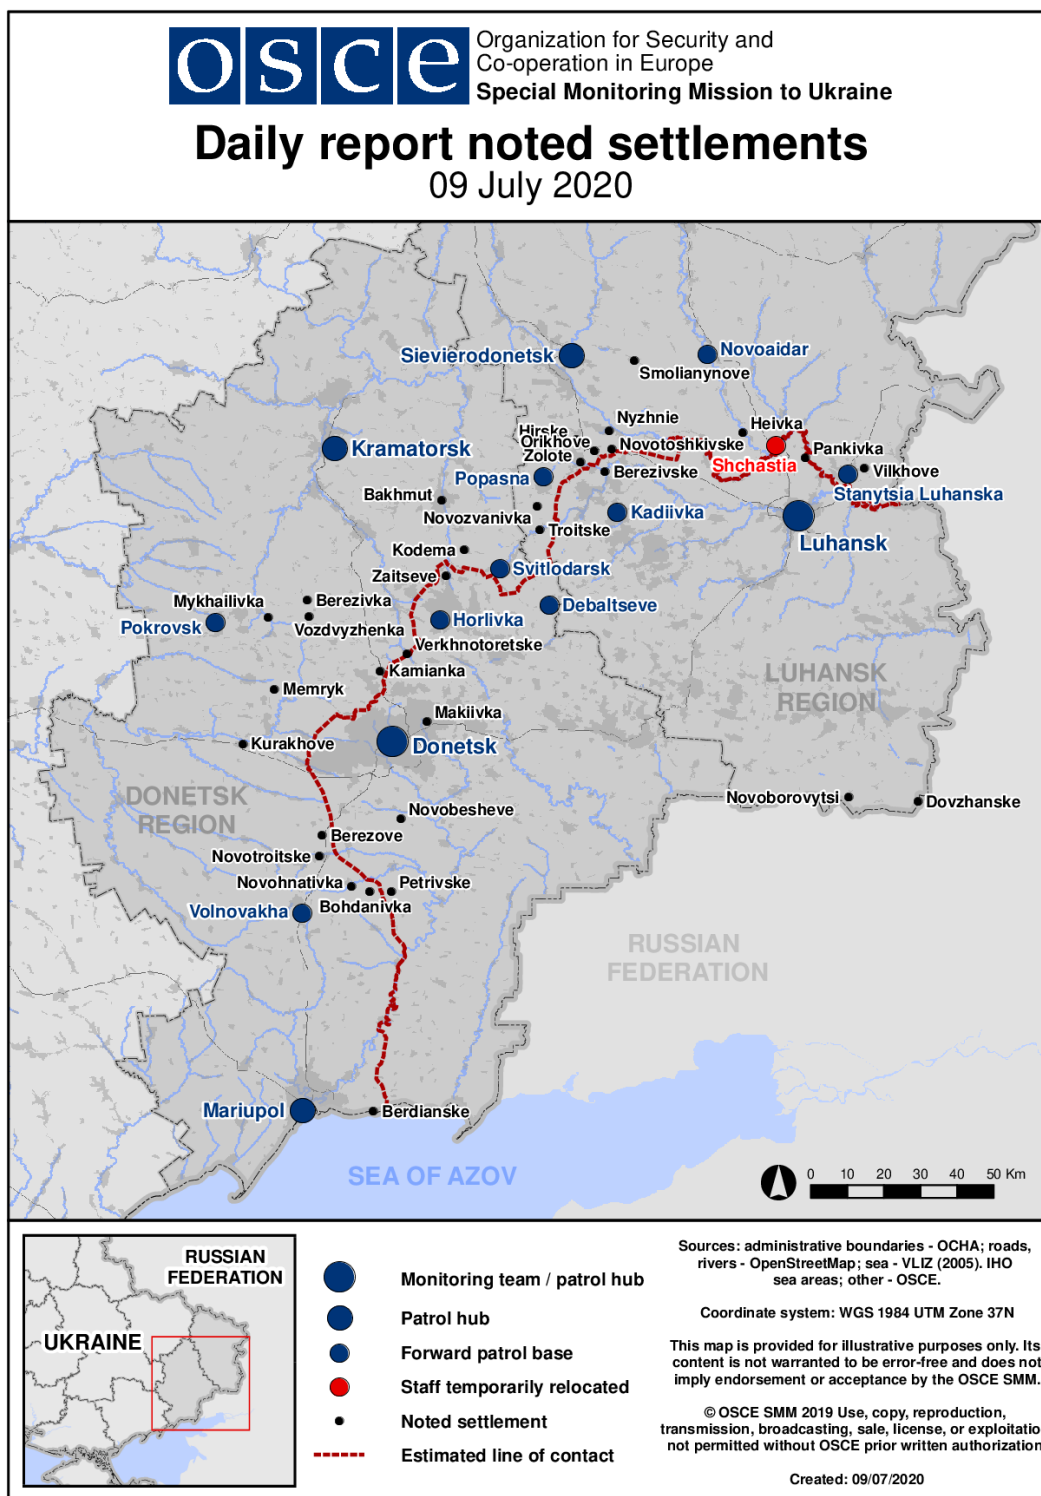 osce
Organization for Security and
Co-operation in Europe
Special Monitoring Mission to Ukraine
Daily report noted settlements
09 July 2020
Sievierodonetsk
Novoaidar
Smolianynove
Nyzhnie
Heivka
Hirske
Orikhove
Novotoshkivske
Kramatorsk
Zolote
Pankivka
Shchastia
Popasna
Berezivske
Vilkhove
Bakhmut
Stanytsia Luhanska
Novozvanivka
Kadiivka
Troitske
Luhansk
Kodema
Svitlodarsk
Zaitseve
Mykhailivka
Berezivka
Debaltseve
Pokrovsk
Vozdvyzhenka
Horlivka
Verkhnotoretske
Kamianka
LUHANSK
REGION
Memryk
Makiivka
Kurakhove
Donetsk
DONETSK
REGION
Novoborovytsi
Dovzhanske
Novobesheve
Berezove
Novotroitske
Novohnativka
Petrivske
Bohdanivka
Volnovakha
RUSSIAN
FEDERATION
Mariupol
Berdianske
SEA OF AZOV
0 10 20 30 40 50 Km
RUSSIAN
FEDERATION
UKRAINE
Monitoring team / patrol hub
Patrol hub
Forward patrol base
Staff temporarily relocated
Noted settlement
Estimated line of contact
Sources: administrative boundaries - OCHA; roads,
rivers - OpenStreetMap; sea - VLIZ (2005). IHO
sea areas; other - OSCE.
Coordinate system: WGS 1984 UTM Zone 37N
This map is provided for illustrative purposes only. Its
content is not warranted to be error-free and does not
imply endorsement or acceptance by the OSCE SMM.
© OSCE SMM 2019 Use, copy, reproduction,
transmission, broadcasting, sale, license, or exploitatio
not permitted without OSCE prior written authorization
Created: 09/07/2020